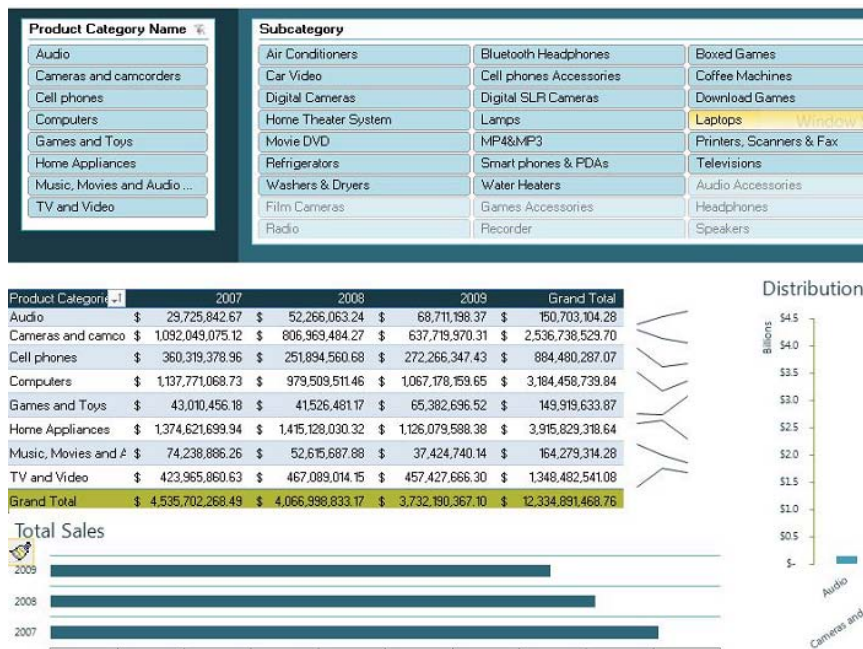 Product Category Name
Audio
Cameras and camcorders
Cell phones
Computers
Games and Toys
Home Appliances
Music, Movies and Audio ...
TV and Video
Subcategory
Air Conditioners Bluetooth Headphones Boxed Games
Car Video Cell phones Accessories Coffee Machines
Digital Cameras Digital SLR Cameras Download Games
Home Theater System Lamps Laptops Window
Movie DVD MP4&MP3 Printers, Scanners & Fax
Refrigerators Smart phones & PDAs Televisions
Washers & Dryers Water Heaters Audio Accessories
Film Cameras Games Accessories Headphones
Radio Recorder Speakers
Product Categorie 2007 2008 2009 Grand Total
Audio $ 29,725,842.67 $ 52,266,063.24 $ 68,711,198.37 $ 150,703,104.28
Cameras and camco $ 1,092,049,075.12 $ 806,969,484.27 $ 637,719,970.31 $ 2,536,738,529.70
Cell phones $ 360,319,378.96 $ 251,894,560.68 $ 272,266,347.43 $ 884,480,287.07
Computers $ 1,137,771,068.73 $ 979,509,511.46 $ 1,067,178,159.65 $ 3,184,458,739.84
Games and Toys $ 43,010,456.18 $ 41,526,481.17 $ 65,382,696.52 $ 149,919,633.87
Home Appliances $ 1,374,621,699.94 $ 1,415,128,030.32 $ 1,126,079,588.38 $ 3,915,829,318.64
Music, Movies and A $ 74,238,886.26 $ 52,615,687.88 $ 37,424,740.14 $ 164,279,314.28
TV and Video $ 423,965,860.63 $ 467,089,014.15 $ 457,427,666.30 $ 1,348,482,541.08
Grand Total $ 4,535,702,268.49 $ 4,066,998,833.17 $ 3,732,190,367.10 $ 12,334,891,468.76
Distribution
Billions
$4.5
$4.0
$3.5
$3.0
$2.5
$2.0
$1.5
$1.0
$0.5
$-
Audio
Cameras and
Total Sales
2009
2008
2007